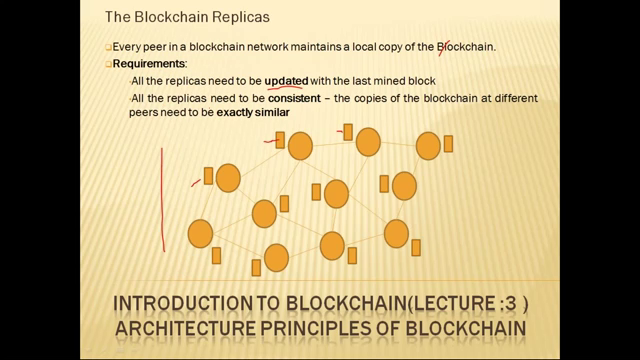 The Blockchain Replicas
Every peer in a blockchain network maintains a local copy of the Blockchain.
Requirements:
All the replicas need to be updated with the last mined block
All the replicas need to be consistent – the copies of the blockchain at different
peers need to be exactly similar
INTRODUCTION TO BLOCKCHAIN(LECTURE :3 )
ARCHITECTURE PRINCIPLES OF BLOCKCHAIN